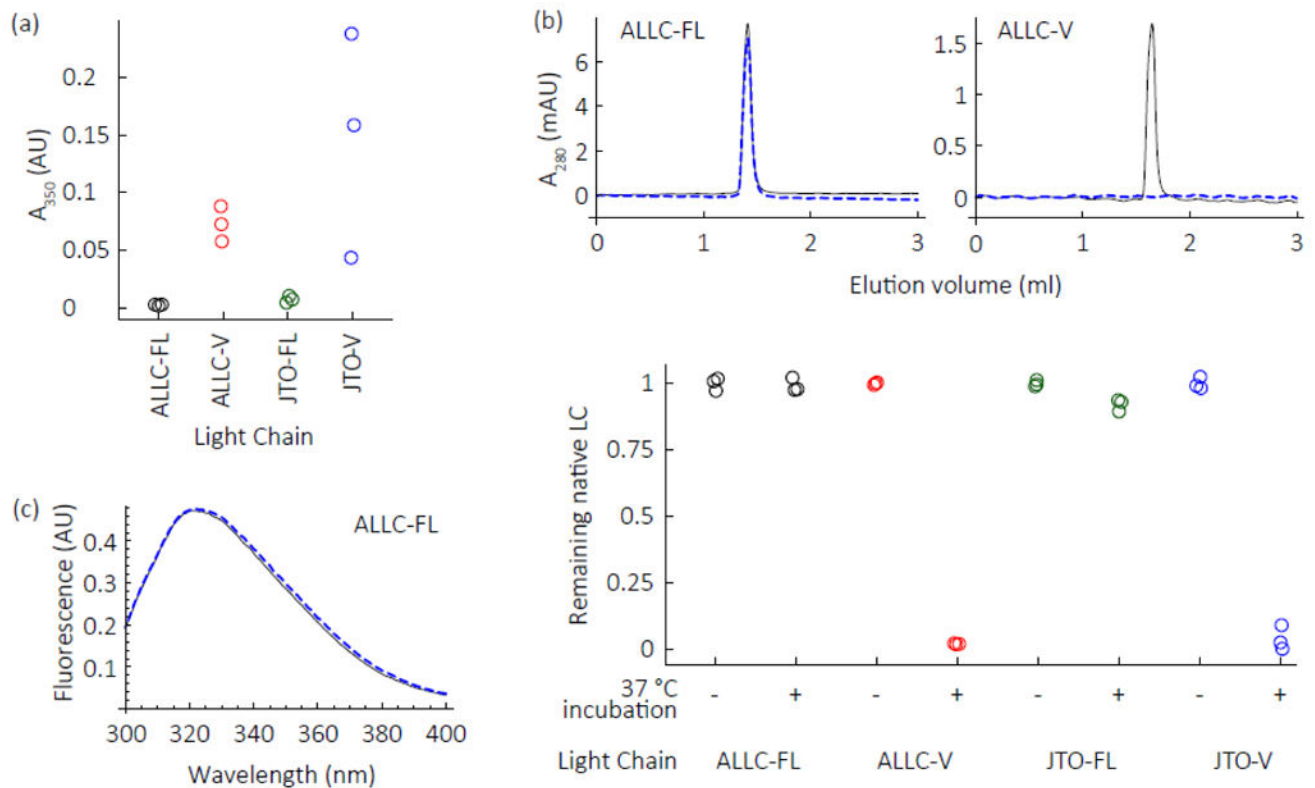 (a)
A350 (AU)
0.2
0.15
0.1
0.05
0
ALLC-FL
ALLC-V
JTO-FL
JTO-V
Light Chain
(b)
ALLC-FL
A280 (mAU)
6
4
2
0
0 1 2 3
ALLC-V
1.5
1
0.5
0
0 1 2 3
Elution volume (ml)
Remaining native LC
1
0.75
0.5
0.25
0
37 °C
incubation
- + - + - + - +
Light Chain ALLC-FL ALLC-V JTO-FL JTO-V
(c)
ALLC-FL
Fluorescence (AU)
0.4
0.3
0.2
0.1
300 320 340 360 380 400
Wavelength (nm)